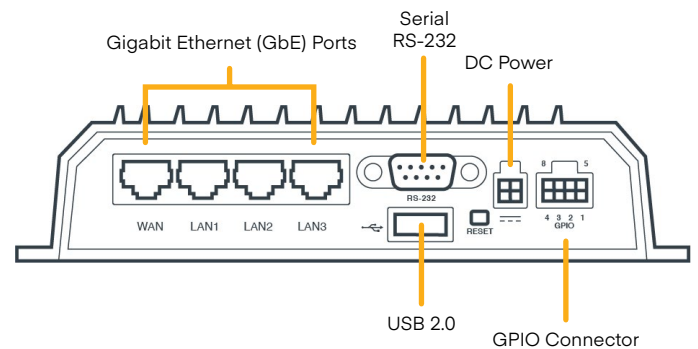 Serial
RS-232
Gigabit Ethernet (GbE) Ports
DC Power
8 5
RS-232
WAN LAN1 LAN2 LAN3
RESET
4 3 2 1
GPIO
USB 2.0
GPIO Connector